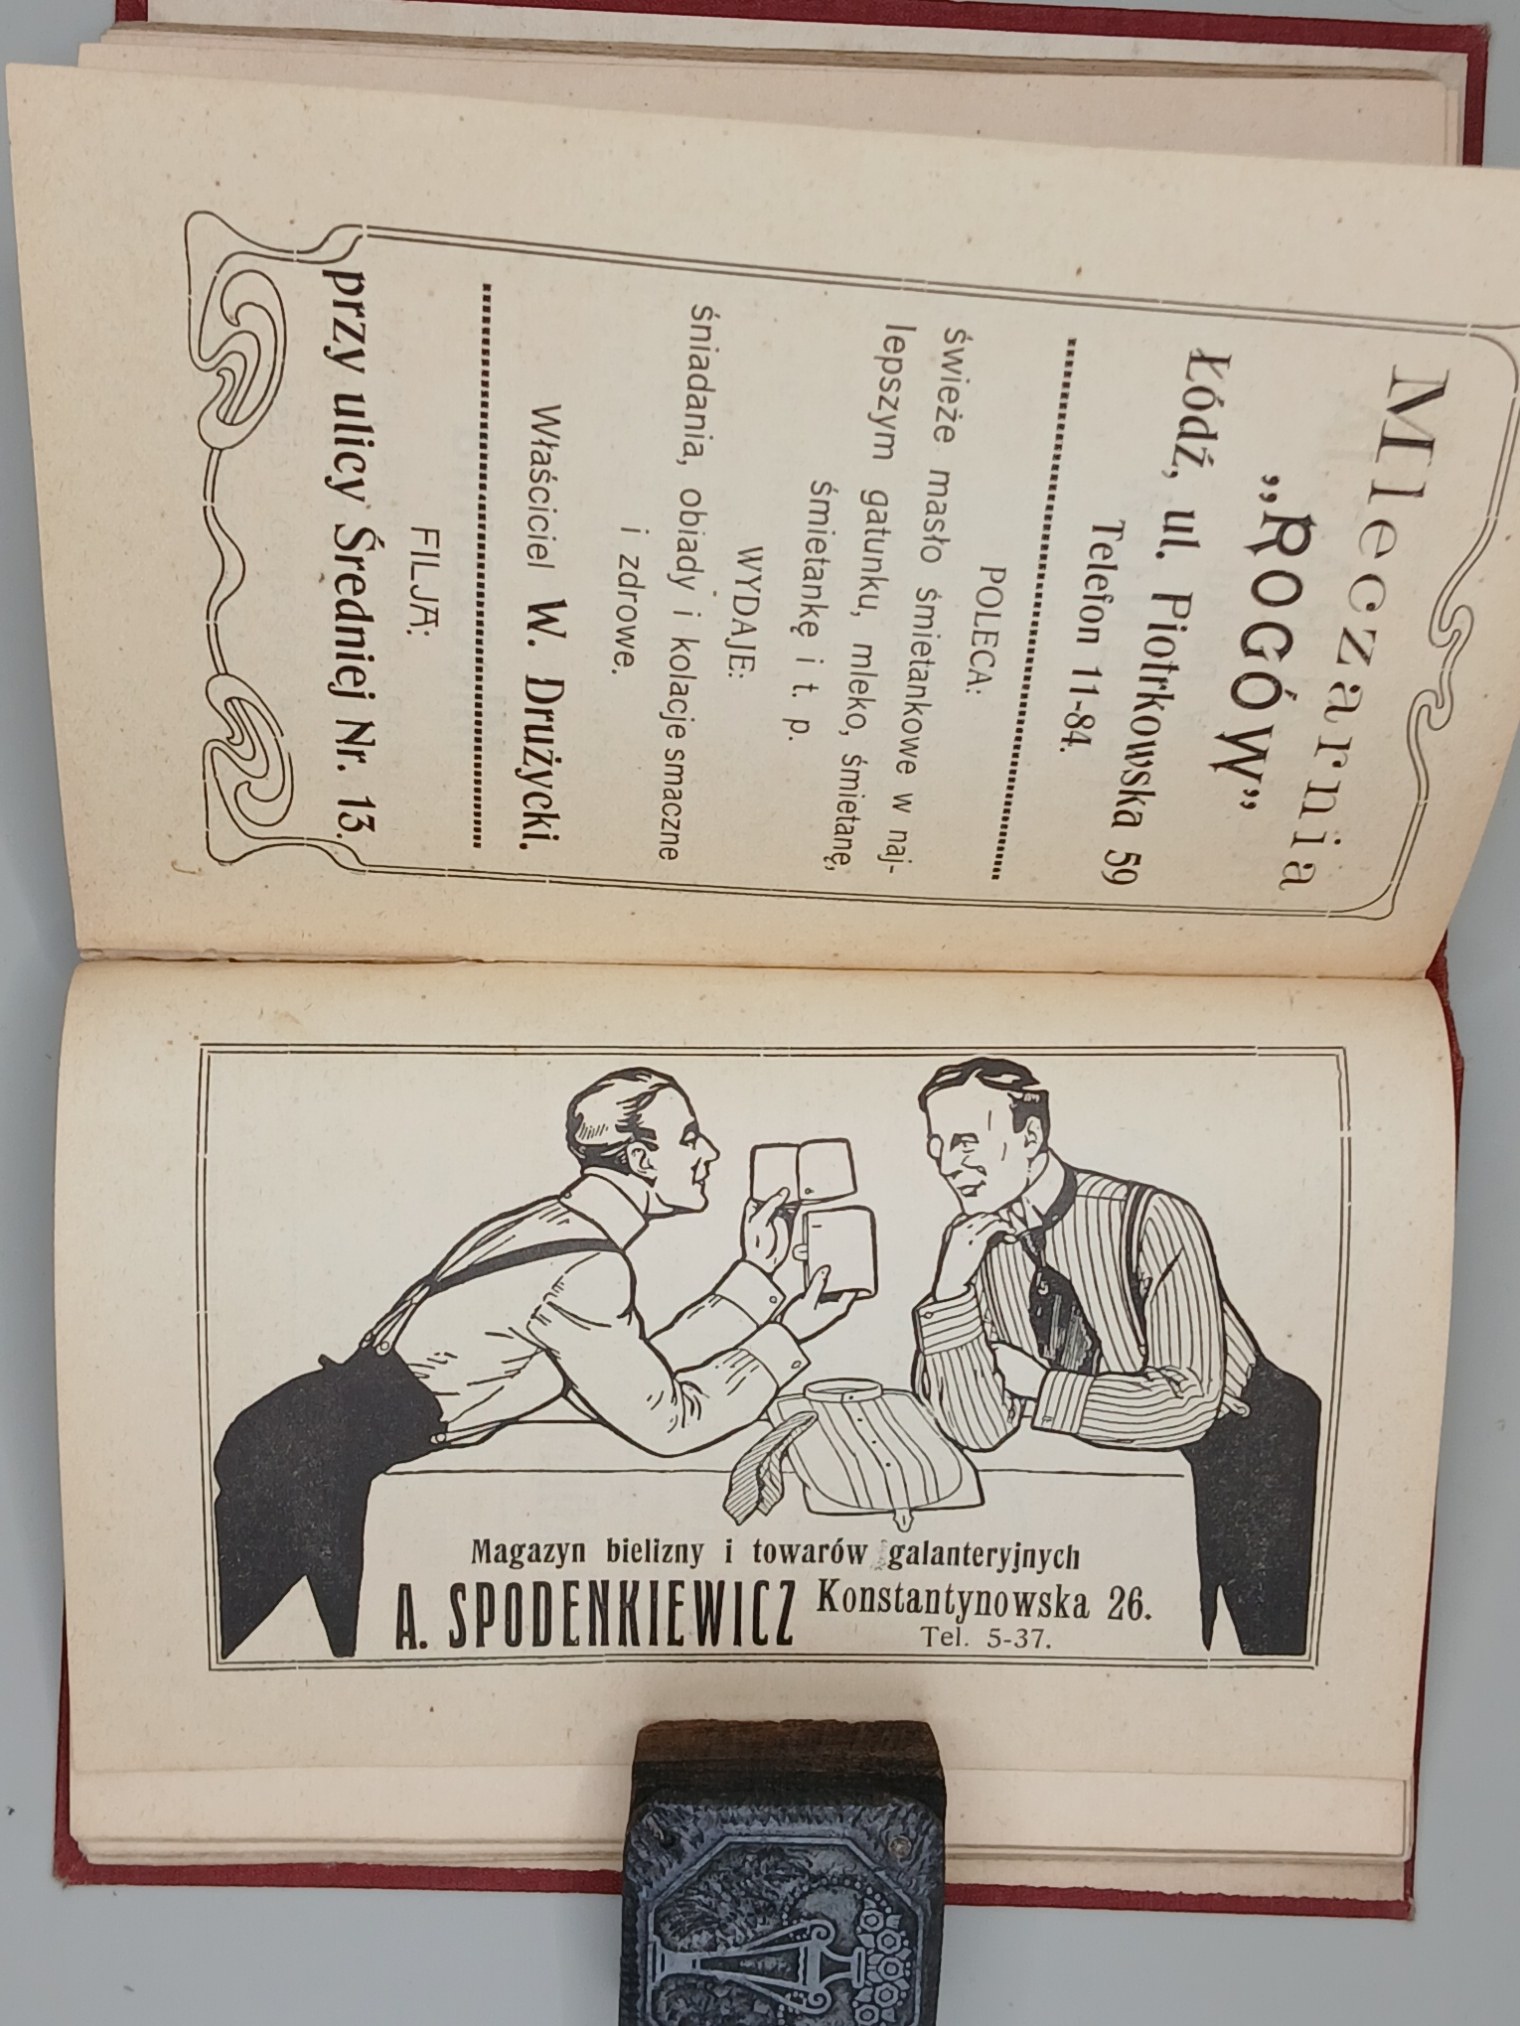 Mleczarnia
„ROGÓW”
Łódź, ul. Piotrkowska 59
Telefon 11-84.
POLECA:
świeże masło śmietankowe w naj-
lepszym gatunku, mleko, śmietanę,
śmietankę i t. p.
WYDAJE:
śniadania, obiady i kolacje smaczne
i zdrowe.
Właściciel W. Drużycki.
FILJA:
przy ulicy Średniej Nr. 13.
Magazyn bielizny i towarów galanteryjnych
A. SPODENKIEWICZ Konstantynowska 26.
Tel. 5-37.